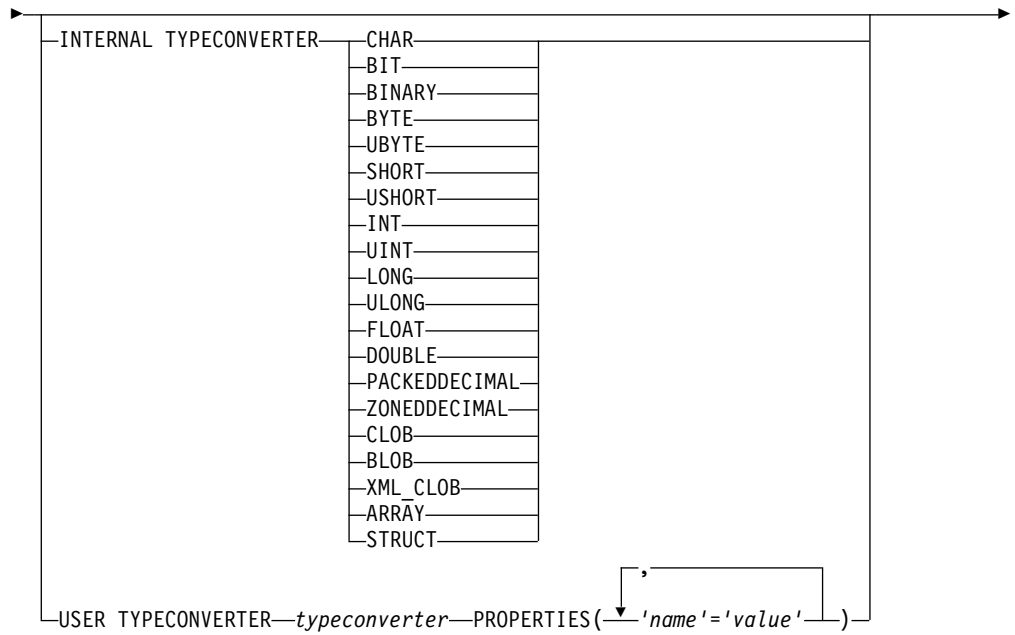 INTERNAL TYPECONVERTER CHAR
BIT
BINARY
BYTE
UBYTE
SHORT
USHORT
INT
UINT
LONG
ULONG
FLOAT
DOUBLE
PACKEDDECIMAL
ZONEDDECIMAL
CLOB
BLOB
XML_CLOB
ARRAY
STRUCT
,
USER TYPECONVERTER typeconverter PROPERTIES( 'name'='value' )